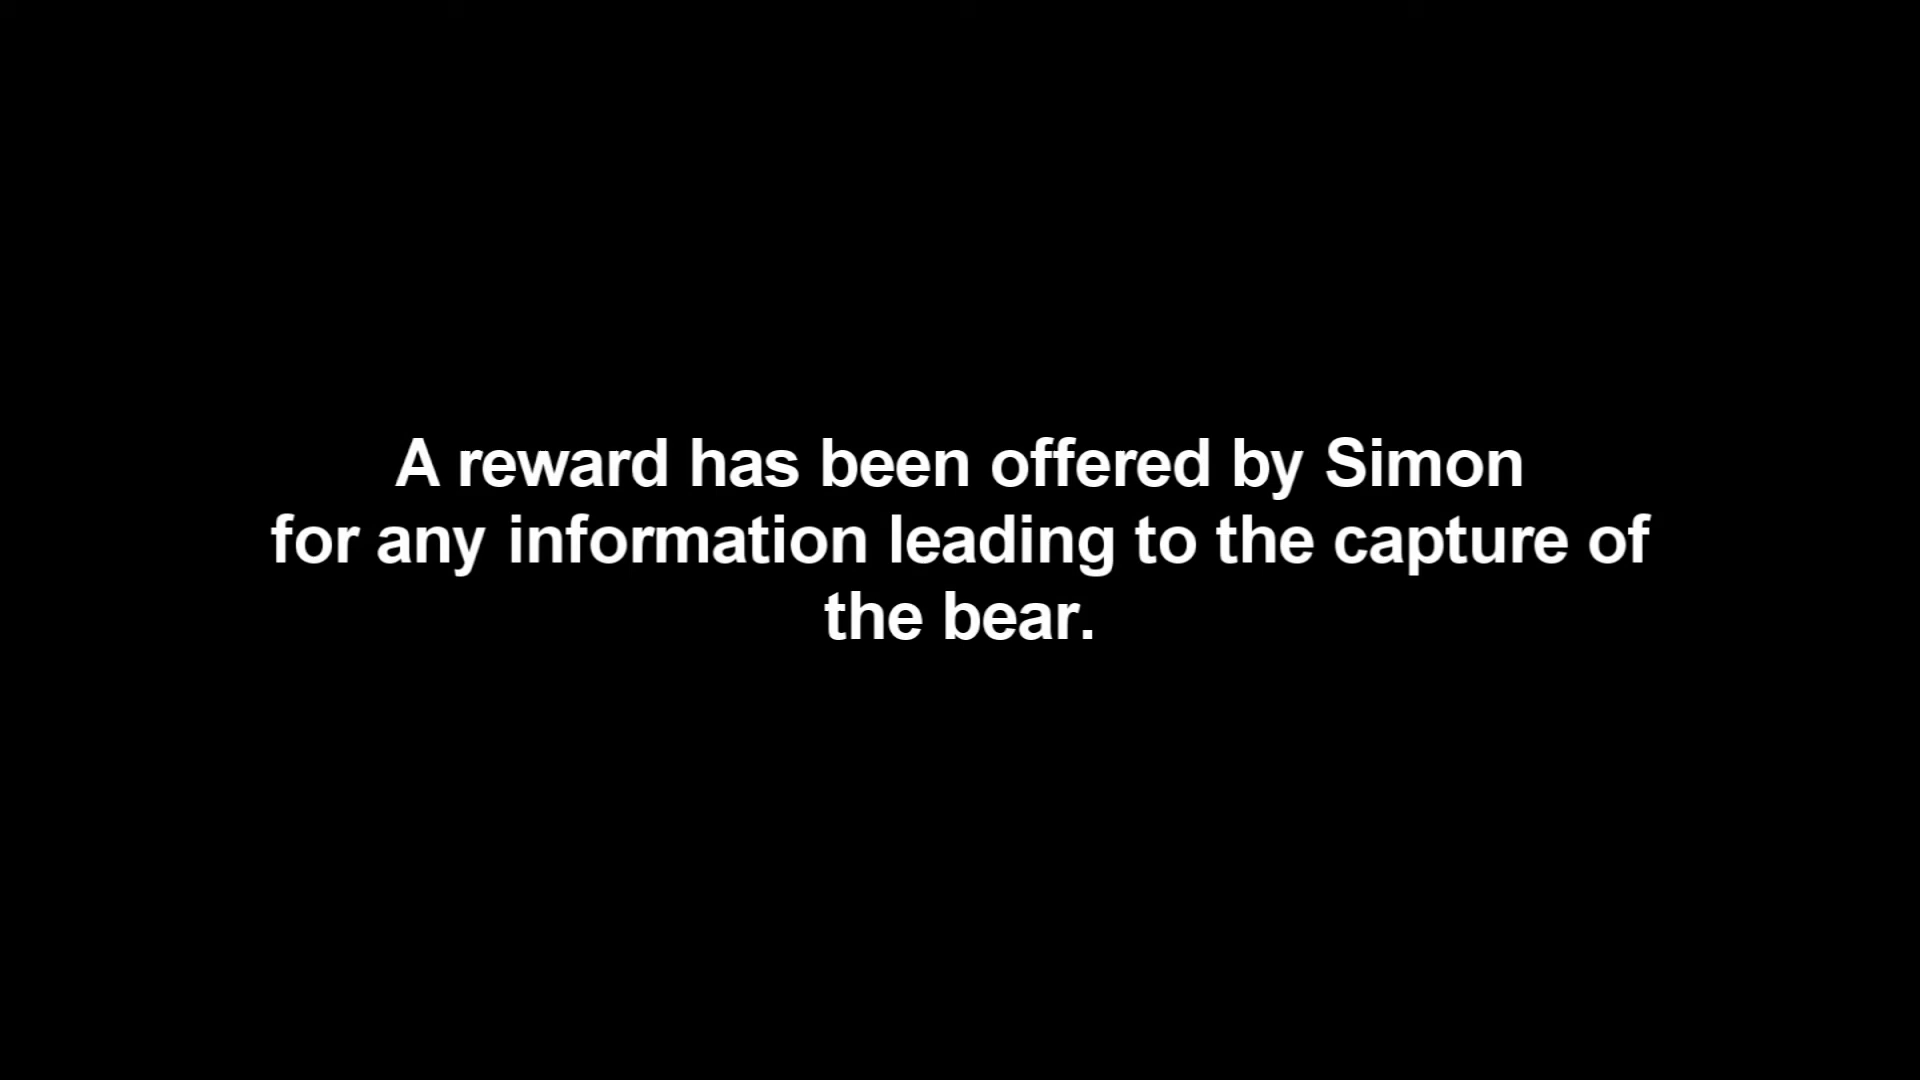 A reward has been offered by Simon
for any information leading to the capture of
the bear.